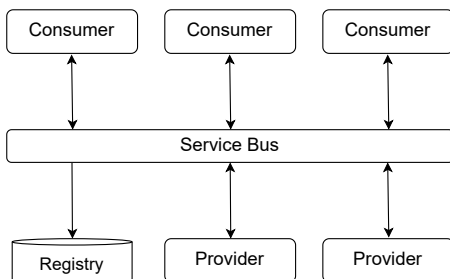 Consumer
Consumer
Consumer
Service Bus
Registry
Provider
Provider